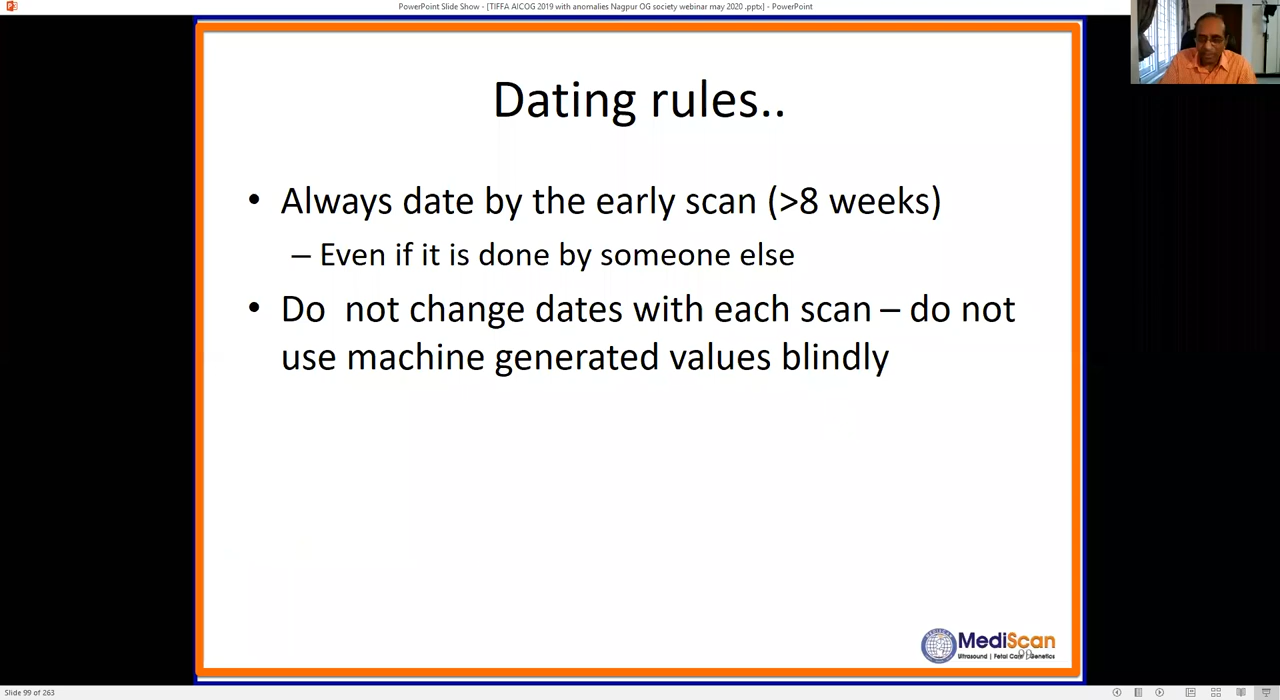 PowerPoint Slide Show - [TIFFA AICOG 2019 with anomalies Nagpur OG society webinar may 2020 .pptx] - PowerPoint
Dating rules..
• Always date by the early scan (>8 weeks)
– Even if it is done by someone else
• Do not change dates with each scan – do not
use machine generated values blindly
MediScan
Ultrasound | Fetal Care | Genetics
99
Slide 99 of 263